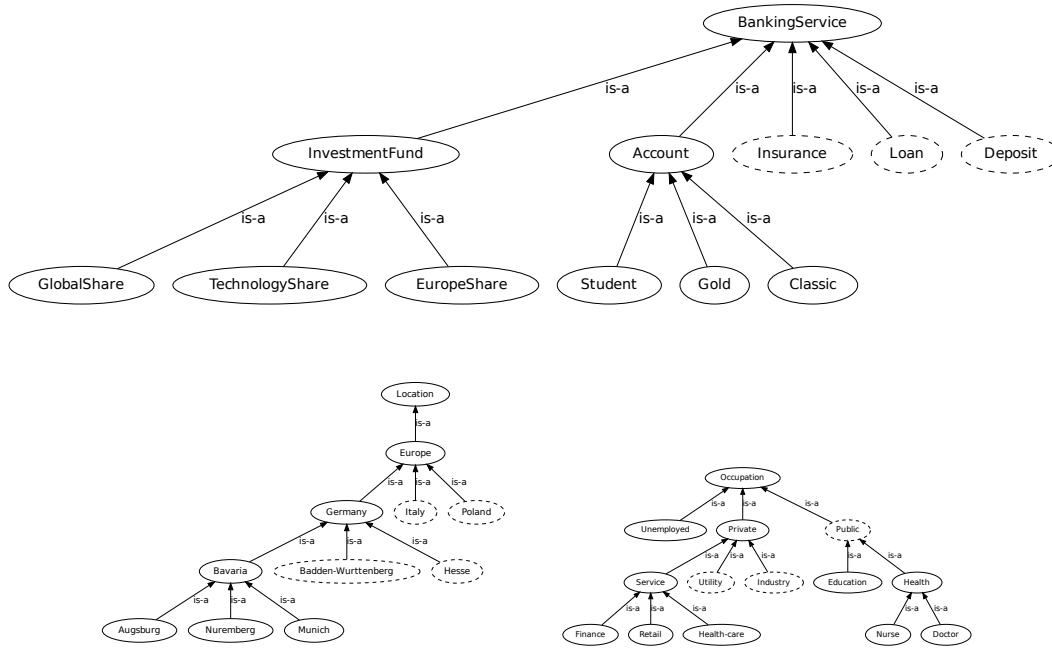 BankingService
is-a is-a is-a is-a is-a
InvestmentFund Account Insurance Loan Deposit
is-a is-a is-a is-a is-a is-a
GlobalShare TechnologyShare EuropeShare Student Gold Classic
Location
is-a
Europe
is-a is-a is-a
Germany Italy Poland
is-a is-a is-a
Bavaria Badden-Wurttenberg Hesse
is-a is-a is-a
Augsburg Nuremberg Munich
Occupation
is-a is-a is-a
Unemployed Private Public
is-a is-a is-a is-a is-a
Service Utility Industry Education Health
is-a is-a is-a is-a is-a
Finance Retail Health-care Nurse Doctor